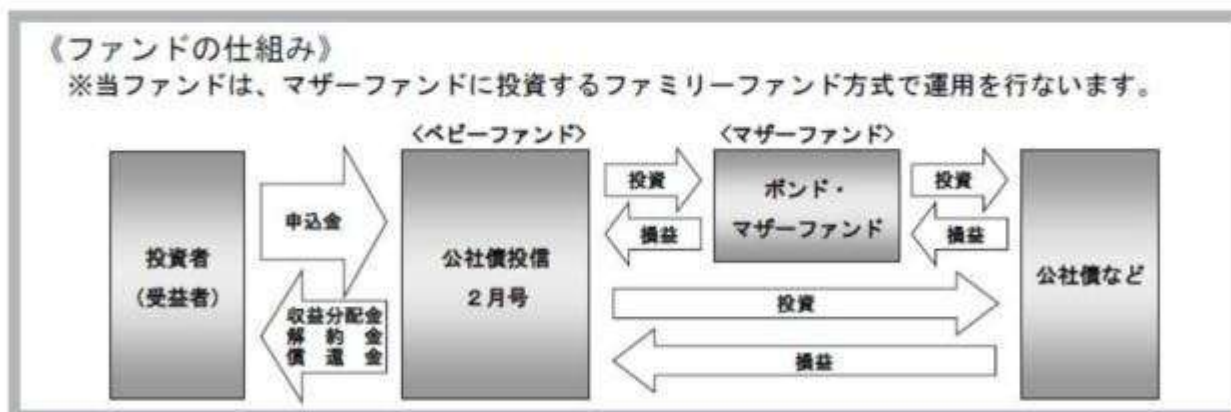 《ファンドの仕組み》
※当ファンドは、マザーファンドに投資するファミリーファンド方式で運用を行ないます。
〈ベビーファンド〉
〈マザーファンド〉
投資者
(受益者)
申込金
収益分配金
解約金
償還金
公社債投信
2月号
投資
損益
ボンド・
マザーファンド
投資
損益
投資
損益
公社債など